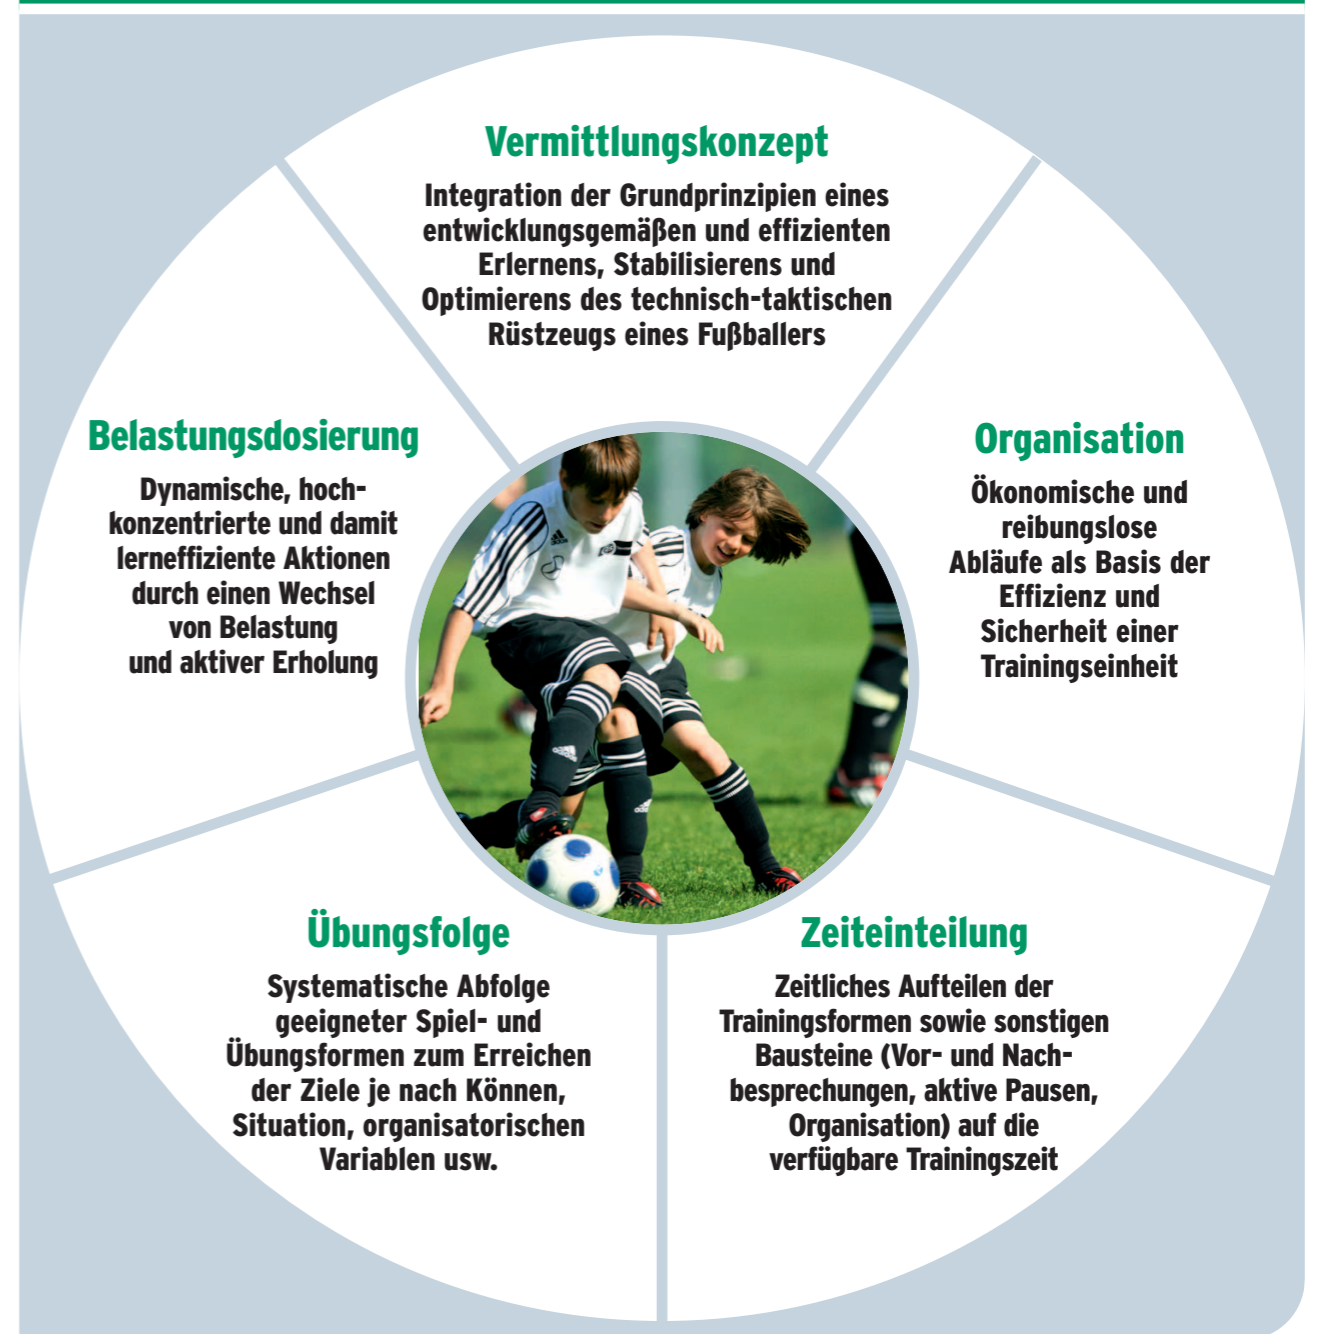 Vermittlungskonzept
Integration der Grundprinzipien eines
entwicklungsgemäßen und effizienten
Erlernens, Stabilisierens und
Optimierens des technisch-taktischen
Rüstzeugs eines Fußballers
Organisation
Ökonomische und
reibungslose
Abläufe als Basis der
Effizienz und
Sicherheit einer
Trainingseinheit
Zeiteinteilung
Zeitliches Aufteilen der
Trainingsformen sowie sonstigen
Bausteine (Vor- und Nach-
besprechungen, aktive Pausen,
Organisation) auf die
verfügbare Trainingszeit
Übungsfolge
Systematische Abfolge
geeigneter Spiel- und
Übungsformen zum Erreichen
der Ziele je nach Können,
Situation, organisatorischen
Variablen usw.
Belastungsdosierung
Dynamische, hoch-
konzentrierte und damit
lerneffiziente Aktionen
durch einen Wechsel
von Belastung
und aktiver Erholung